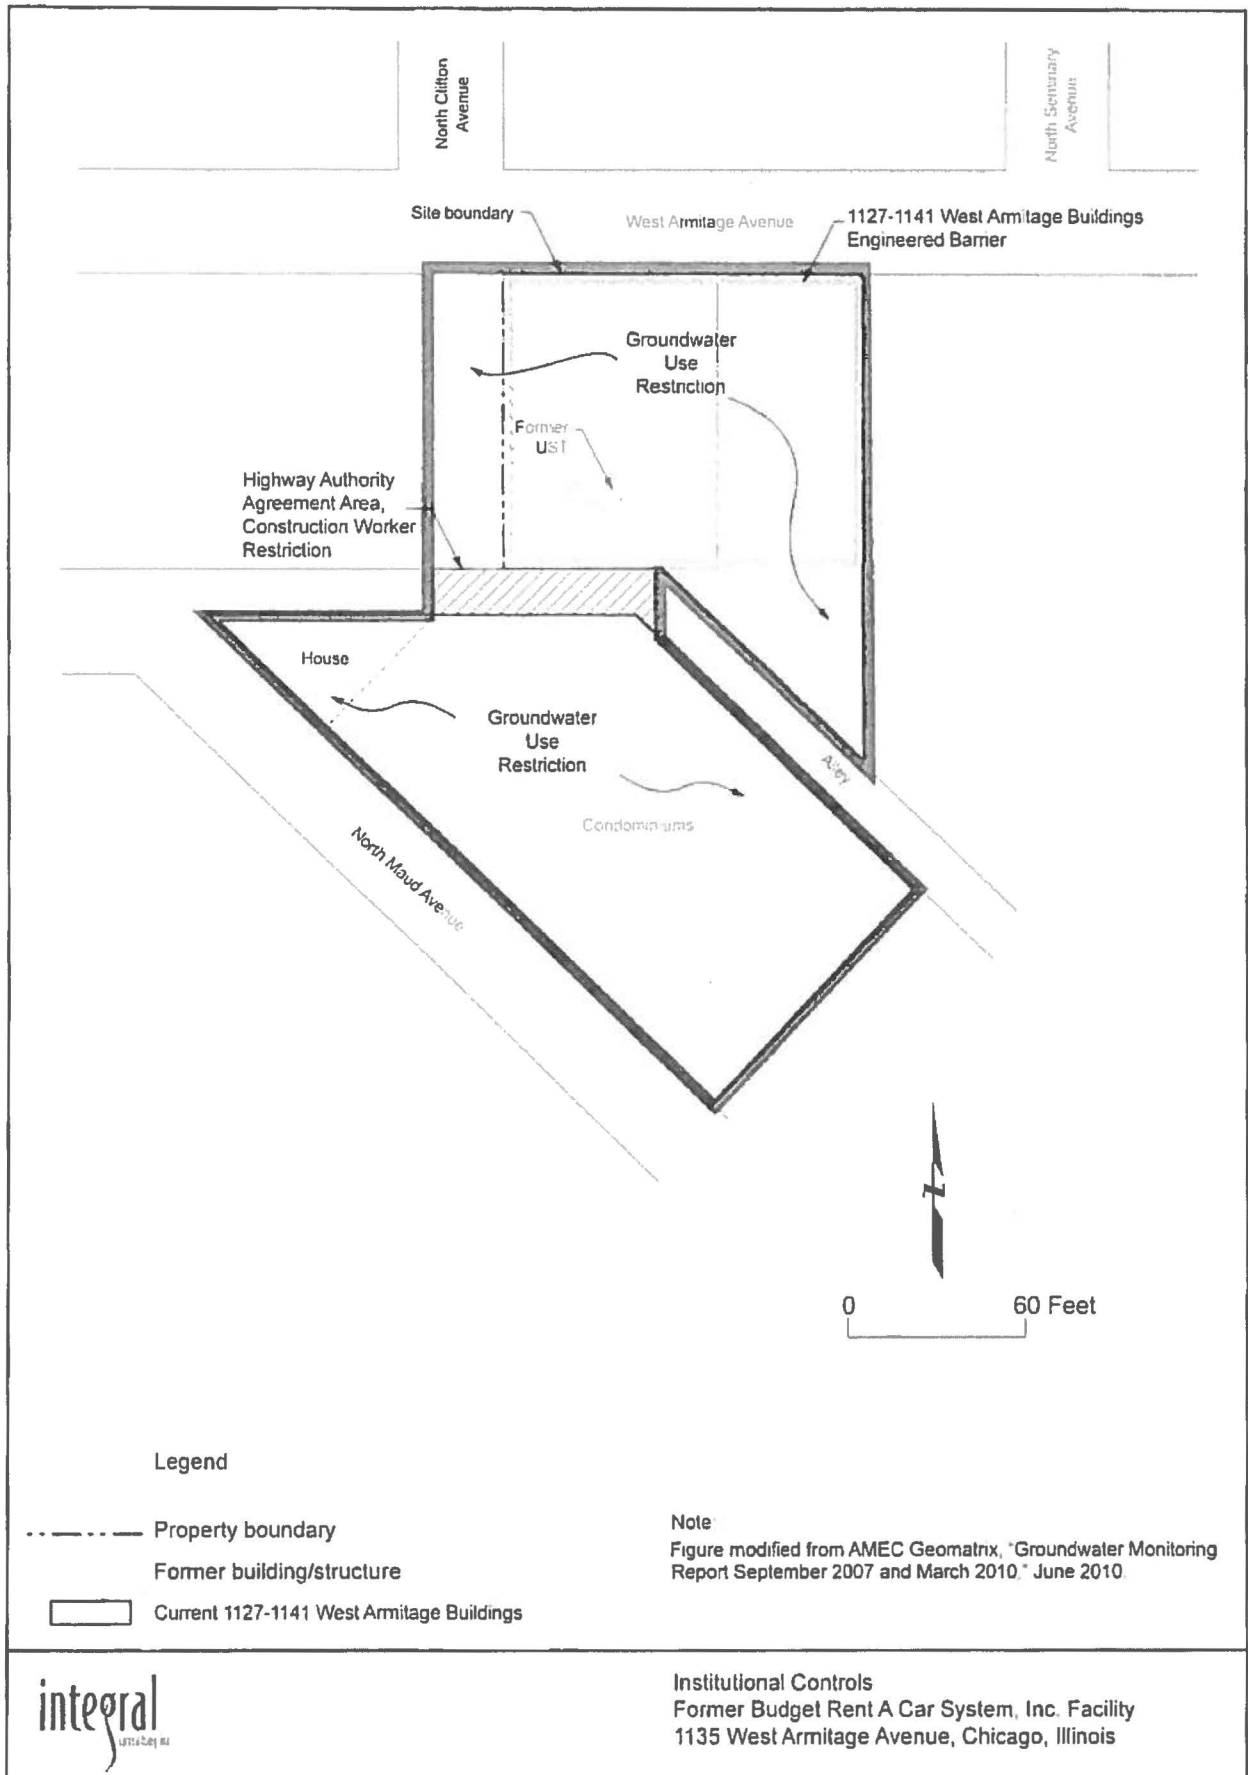 North Clifton
Avenue
North Seminary
Avenue
Site boundary
West Armitage Avenue
1127-1141 West Armitage Buildings
Engineered Barrier
Groundwater
Use
Restriction
Former
UST
Highway Authority
Agreement Area,
Construction Worker
Restriction
House
Groundwater
Use
Restriction
Alley
Condominiums
North Maud Avenue
0 60 Feet
Legend
Property boundary
Former building/structure
Current 1127-1141 West Armitage Buildings
Note
Figure modified from AMEC Geomatrix, "Groundwater Monitoring
Report September 2007 and March 2010," June 2010.
integral
Institutional Controls
Former Budget Rent A Car System, Inc. Facility
1135 West Armitage Avenue, Chicago, Illinois